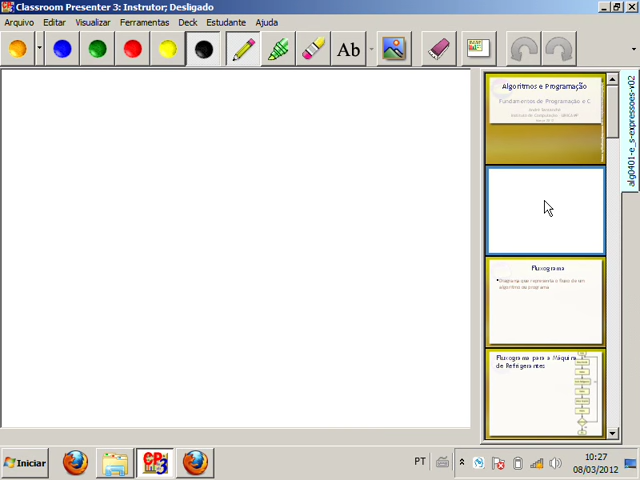 Classroom Presenter 3: Instrutor; Desligado
Arquivo Editar Visualizar Ferramentas Deck Estudante Ajuda
Ab
Algoritmos e Programação
Fundamentos de Programação e C
alg0401-e_s-expressoes-v02
Fluxograma
Diagrama que representa o fluxo de um
algoritmo ou programa
Fluxograma para a Máquina
de Refrigerantes
Iniciar
PT
10:27
08/03/2012